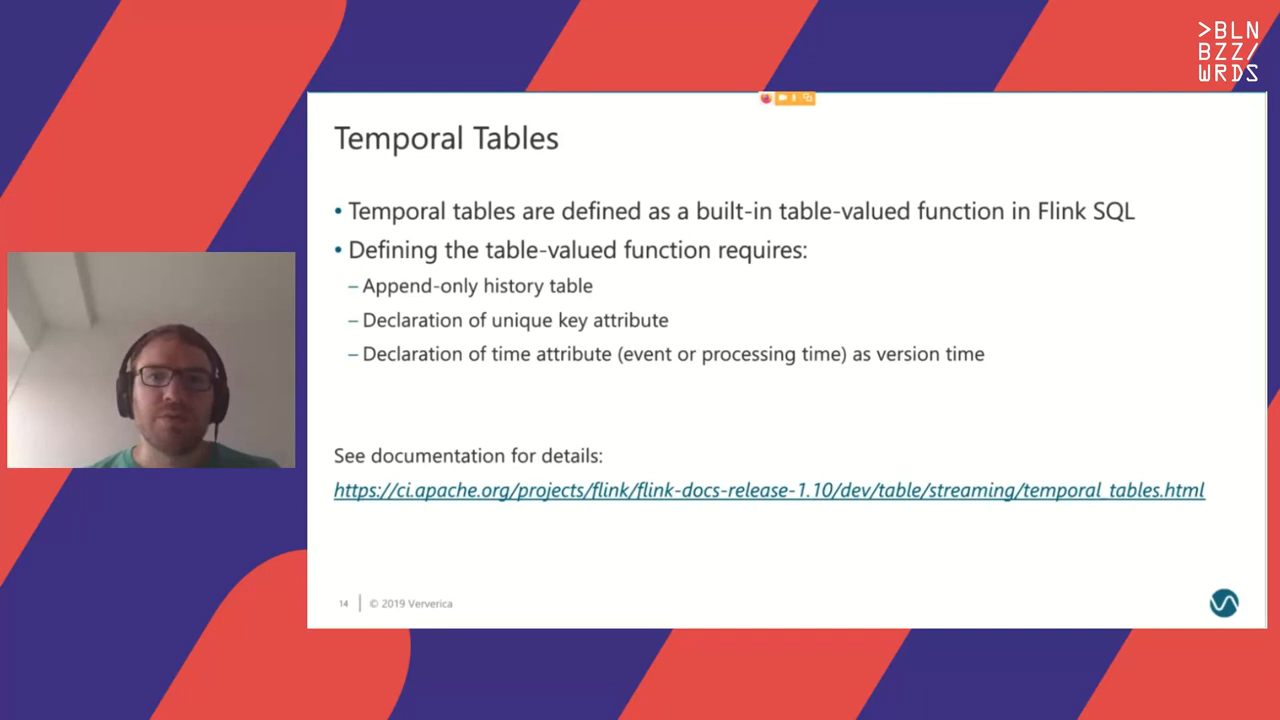 >BLN
BZZ/
WRDS
Temporal Tables
• Temporal tables are defined as a built-in table-valued function in Flink SQL
• Defining the table-valued function requires:
– Append-only history table
– Declaration of unique key attribute
– Declaration of time attribute (event or processing time) as version time
See documentation for details:
https://ci.apache.org/projects/flink/flink-docs-release-1.10/dev/table/streaming/temporal_tables.html
14 | © 2019 Ververica